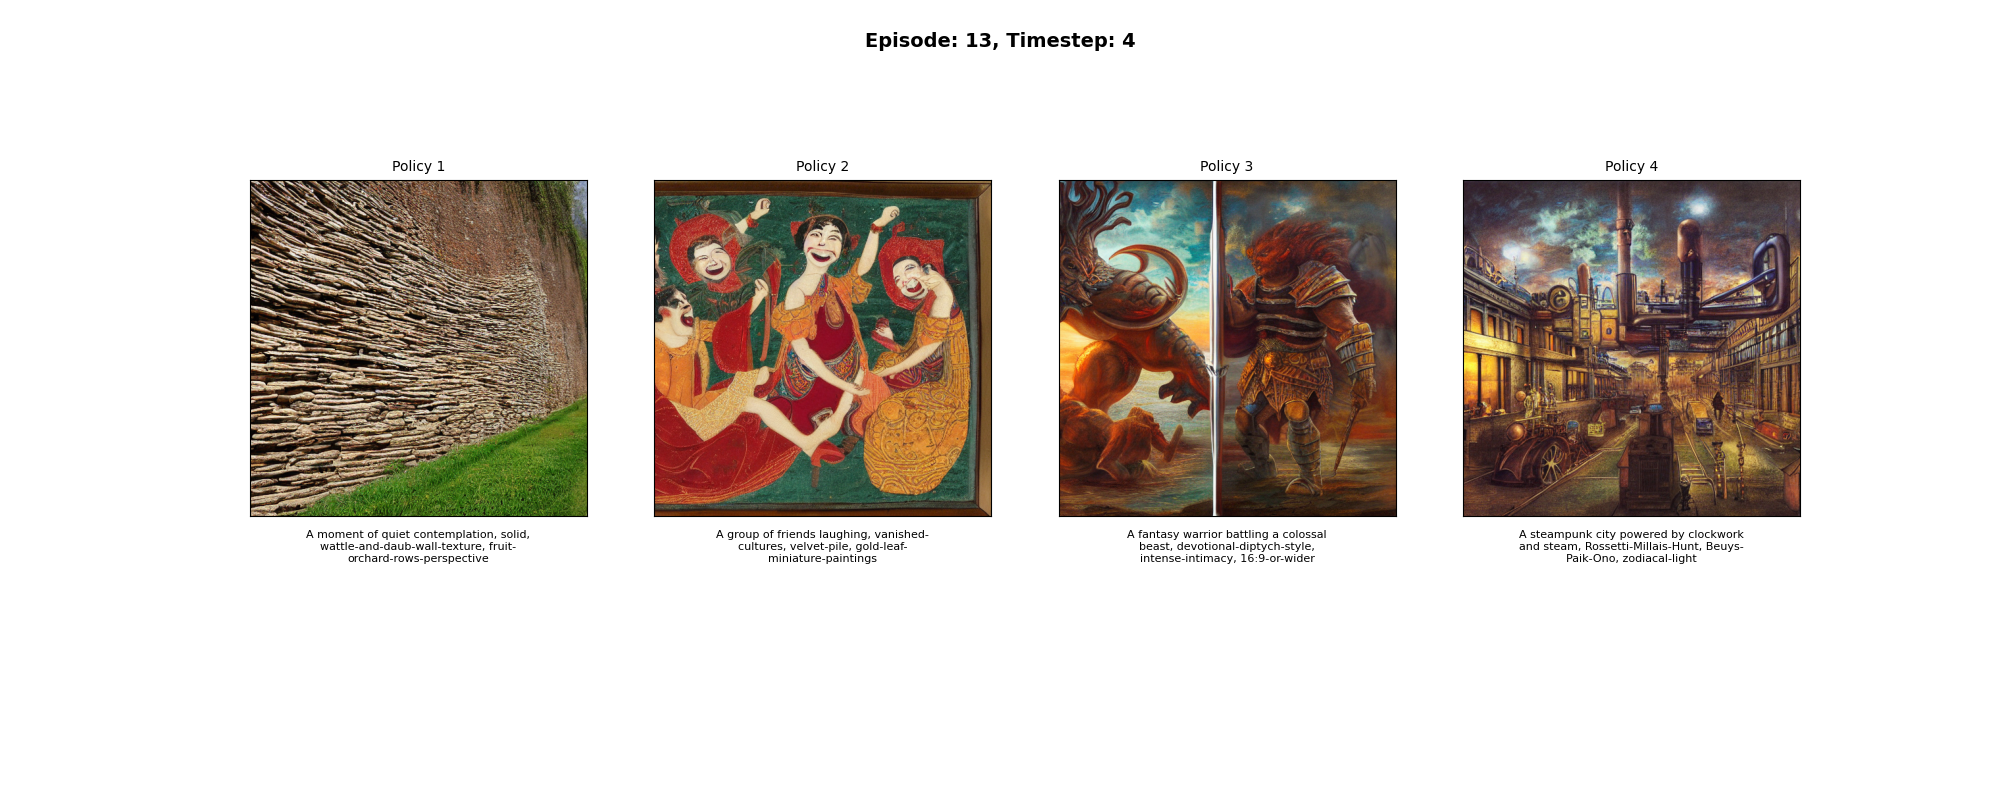 Episode: 13, Timestep: 4
Policy 1
Policy 2
Policy 3
Policy 4
A moment of quiet contemplation, solid,
wattle-and-daub-wall-texture, fruit-
orchard-rows-perspective
A group of friends laughing, vanished-
cultures, velvet-pile, gold-leaf-
miniature-paintings
A fantasy warrior battling a colossal
beast, devotional-diptych-style,
intense-intimacy, 16:9-or-wider
A steampunk city powered by clockwork
and steam, Rossetti-Millais-Hunt, Beuys-
Paik-Ono, zodiacal-light